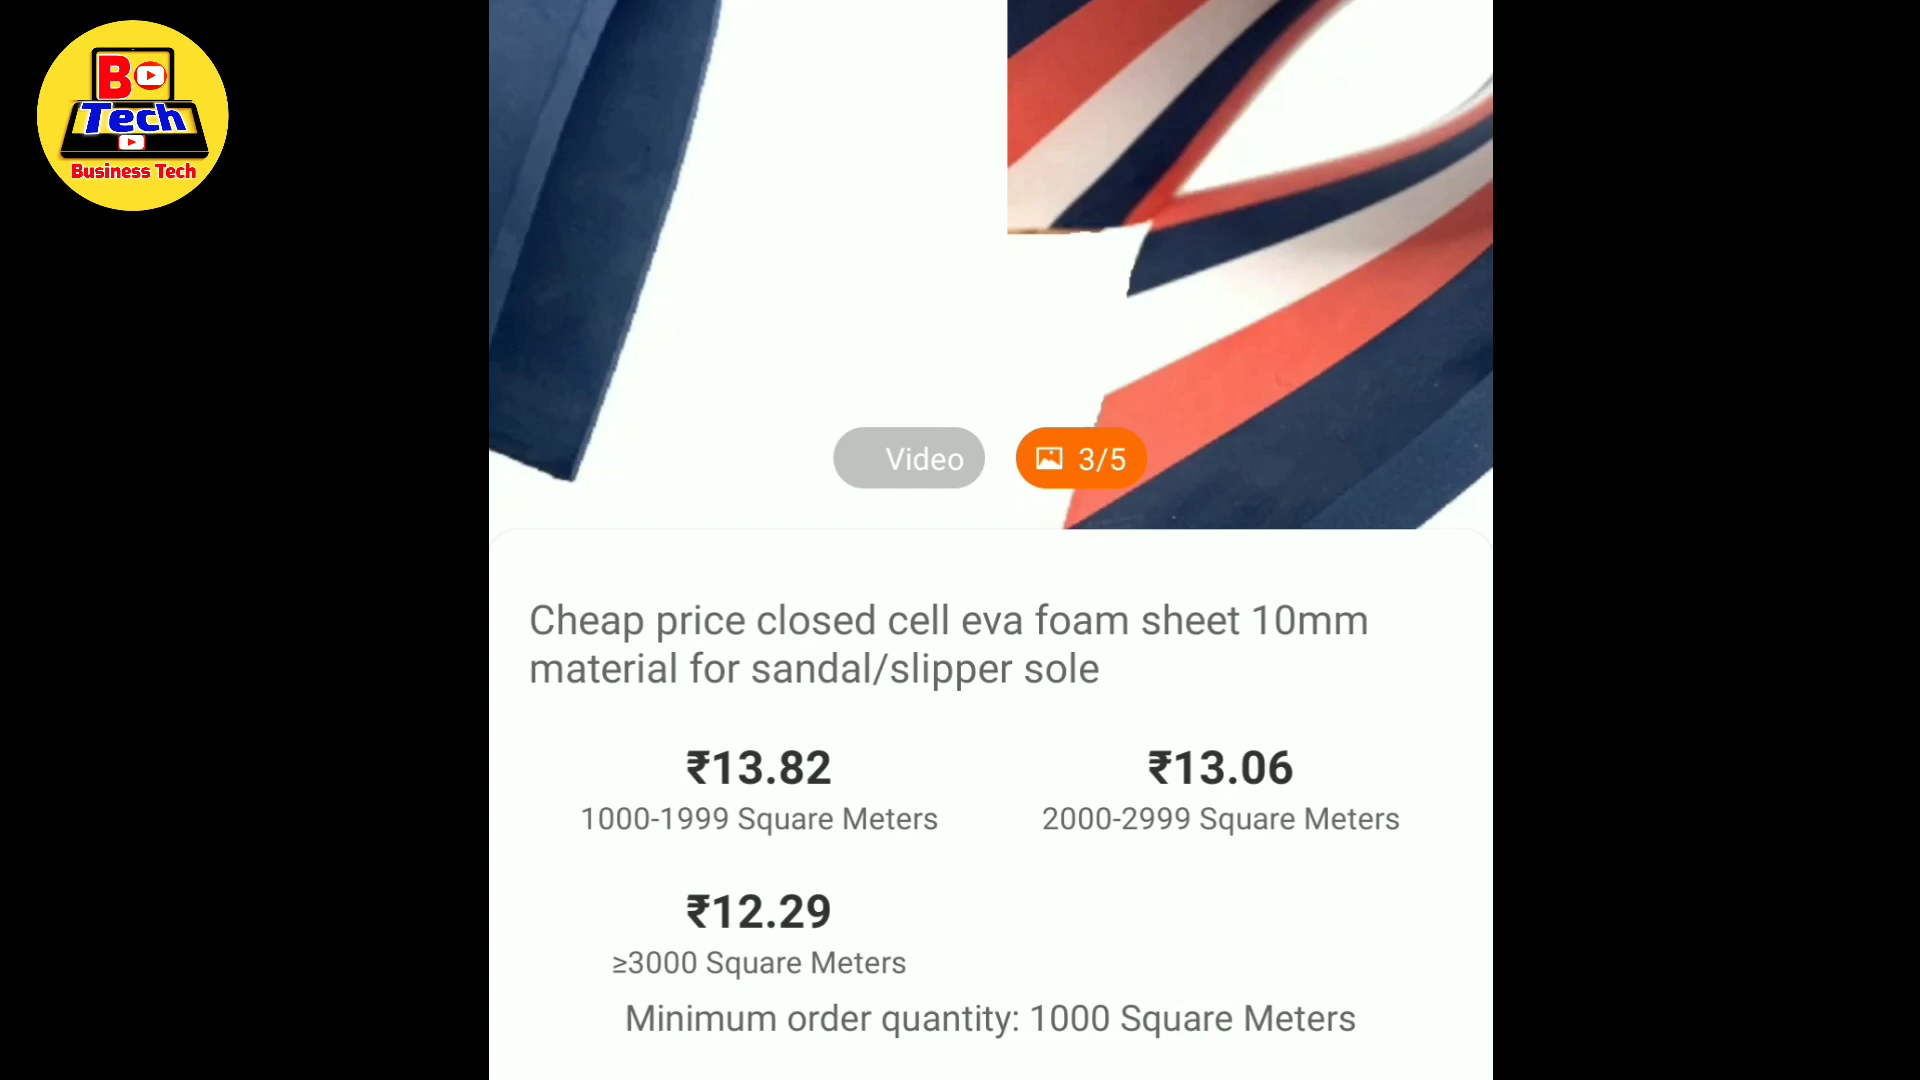 B
Tech
Business Tech
Video
3/5
Cheap price closed cell eva foam sheet 10mm
material for sandal/slipper sole
₹13.82
1000-1999 Square Meters
₹13.06
2000-2999 Square Meters
₹12.29
≥3000 Square Meters
Minimum order quantity: 1000 Square Meters